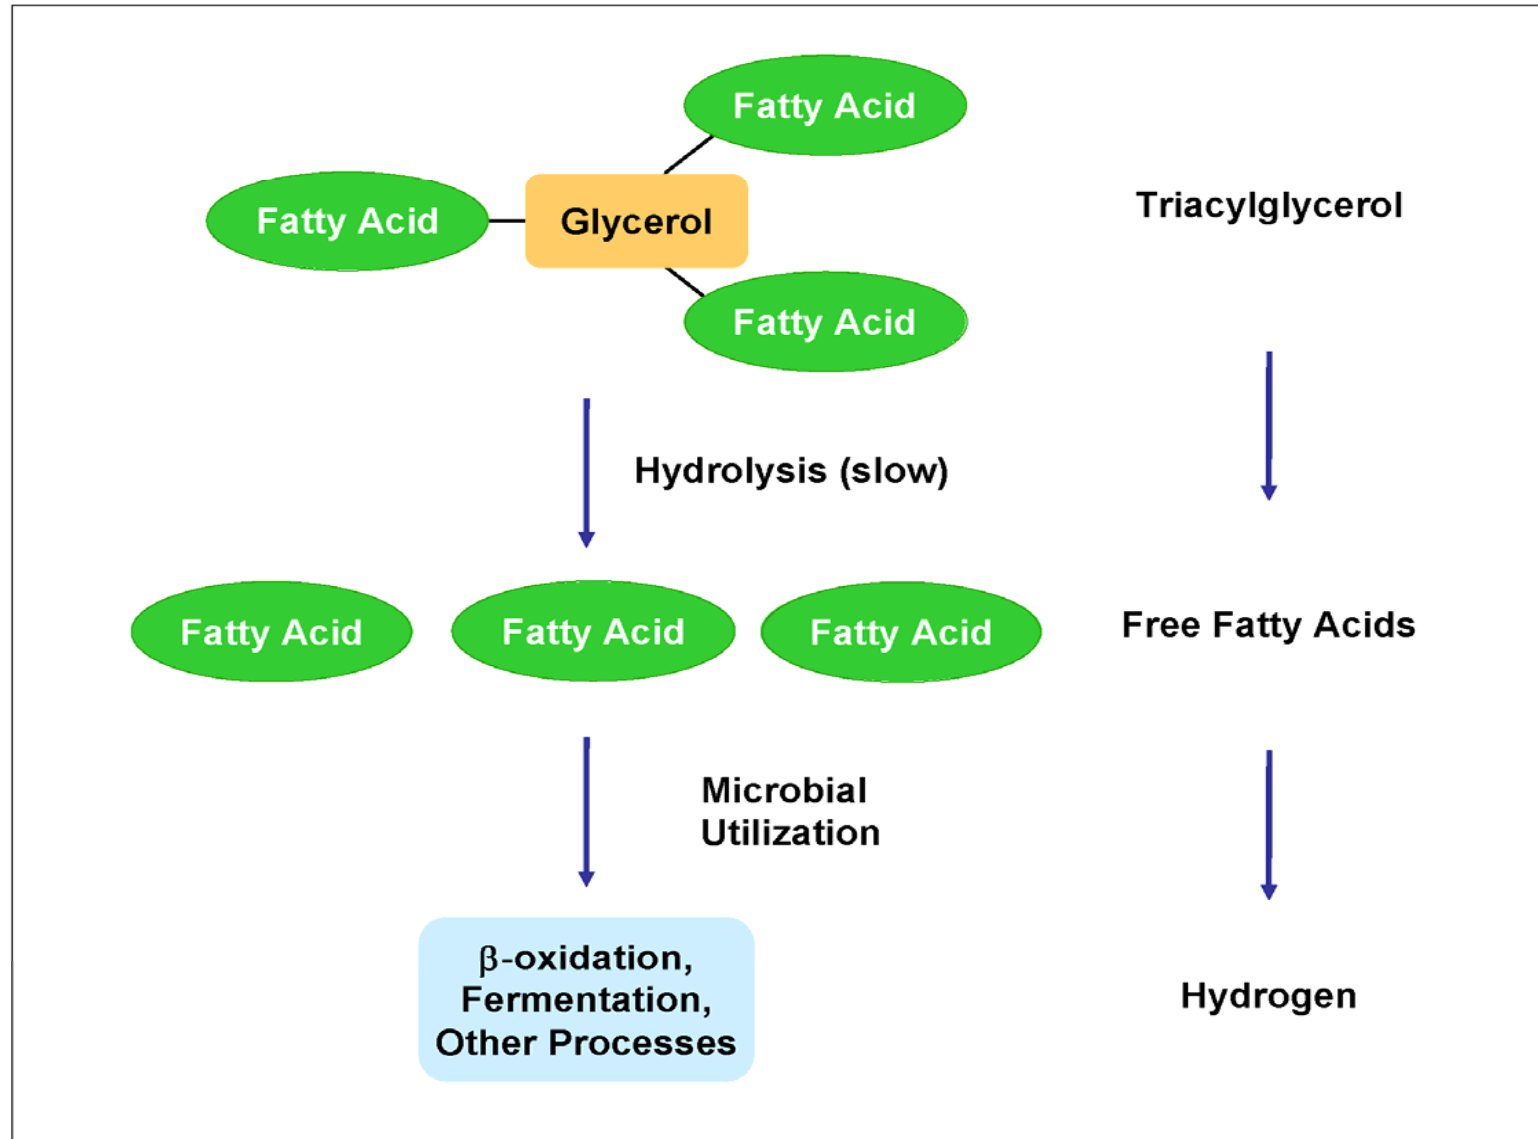 Fatty Acid
Fatty Acid
Glycerol
Triacylglycerol
Fatty Acid
Hydrolysis (slow)
Fatty Acid
Fatty Acid
Fatty Acid
Free Fatty Acids
Microbial
Utilization
β-oxidation,
Fermentation,
Other Processes
Hydrogen